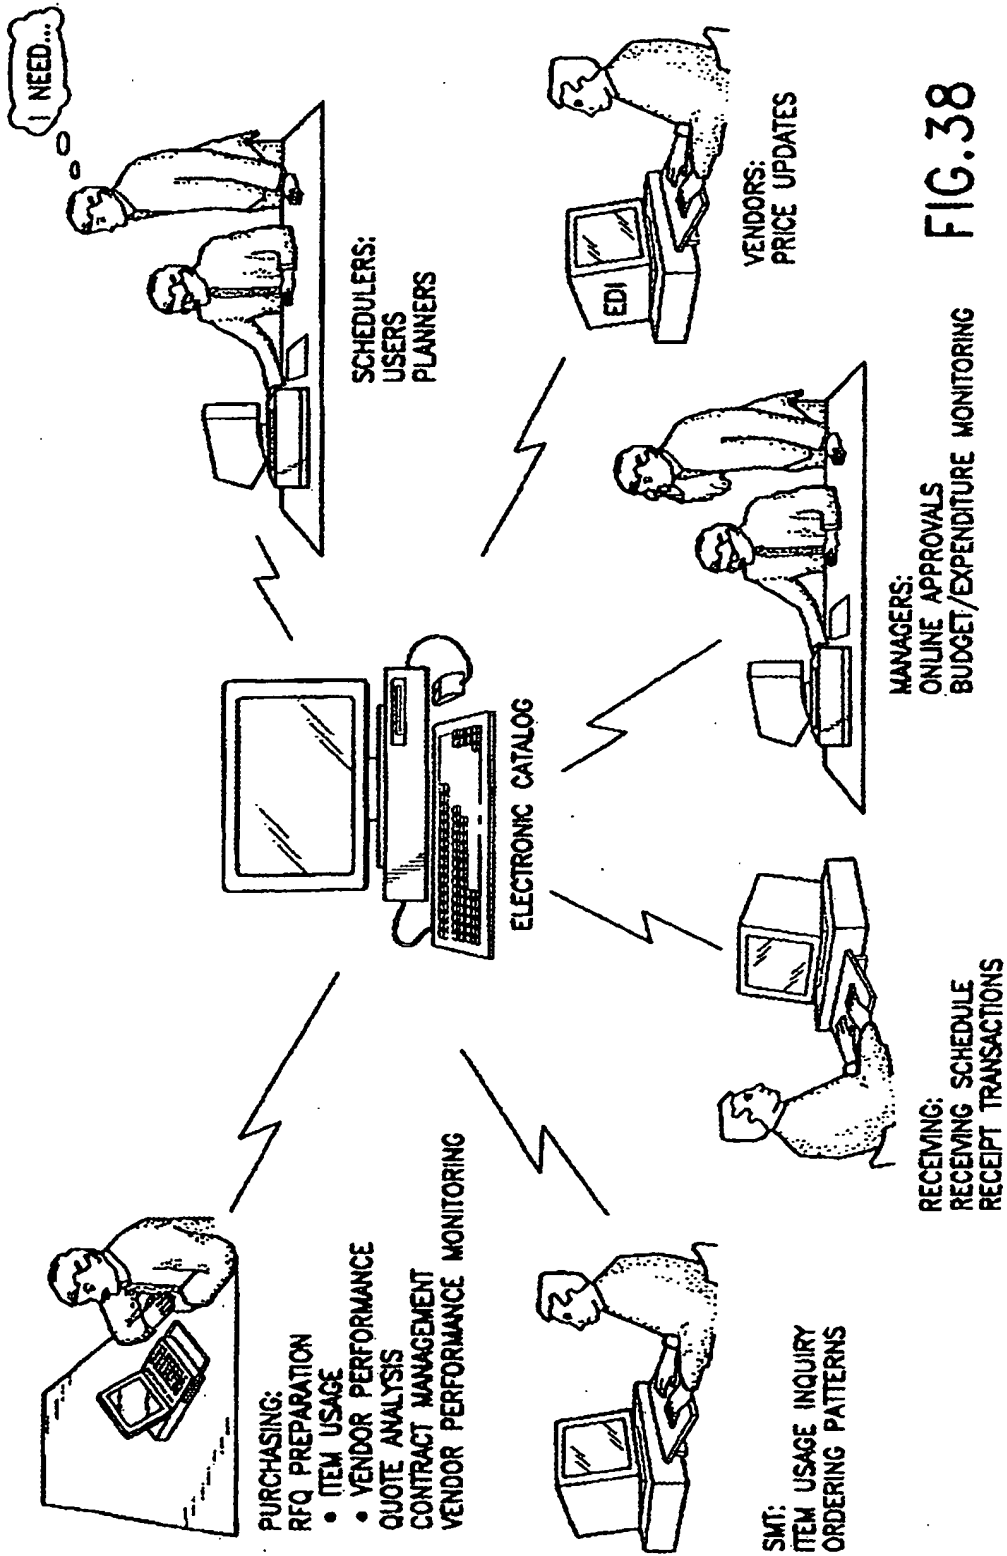 I NEED...
PURCHASING:
RFQ PREPARATION
• ITEM USAGE
• VENDOR PERFORMANCE
QUOTE ANALYSIS
CONTRACT MANAGEMENT
VENDOR PERFORMANCE MONITORING
ELECTRONIC CATALOG
SCHEDULERS:
USERS
PLANNERS
SMT:
ITEM USAGE INQUIRY
ORDERING PATTERNS
RECEIVING:
RECEIVING SCHEDULE
RECEIPT TRANSACTIONS
MANAGERS:
ONLINE APPROVALS
BUDGET/EXPENDITURE MONITORING
EDI
VENDORS:
PRICE UPDATES
FIG.38